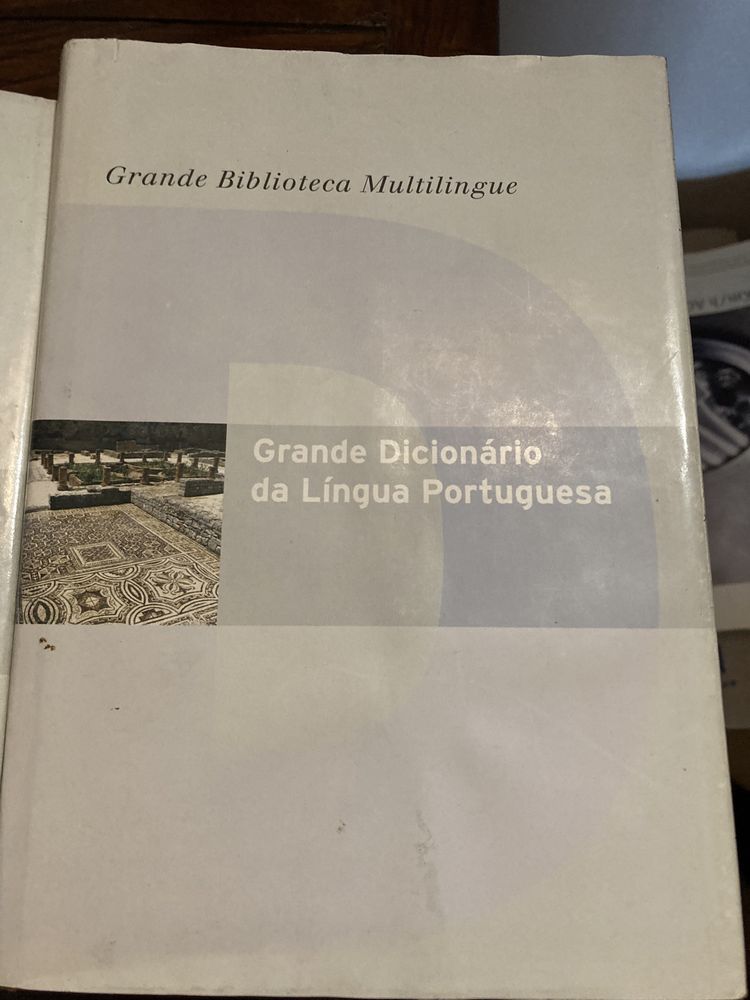 Grande Biblioteca Multilingue
Grande Dicionário
da Língua Portuguesa